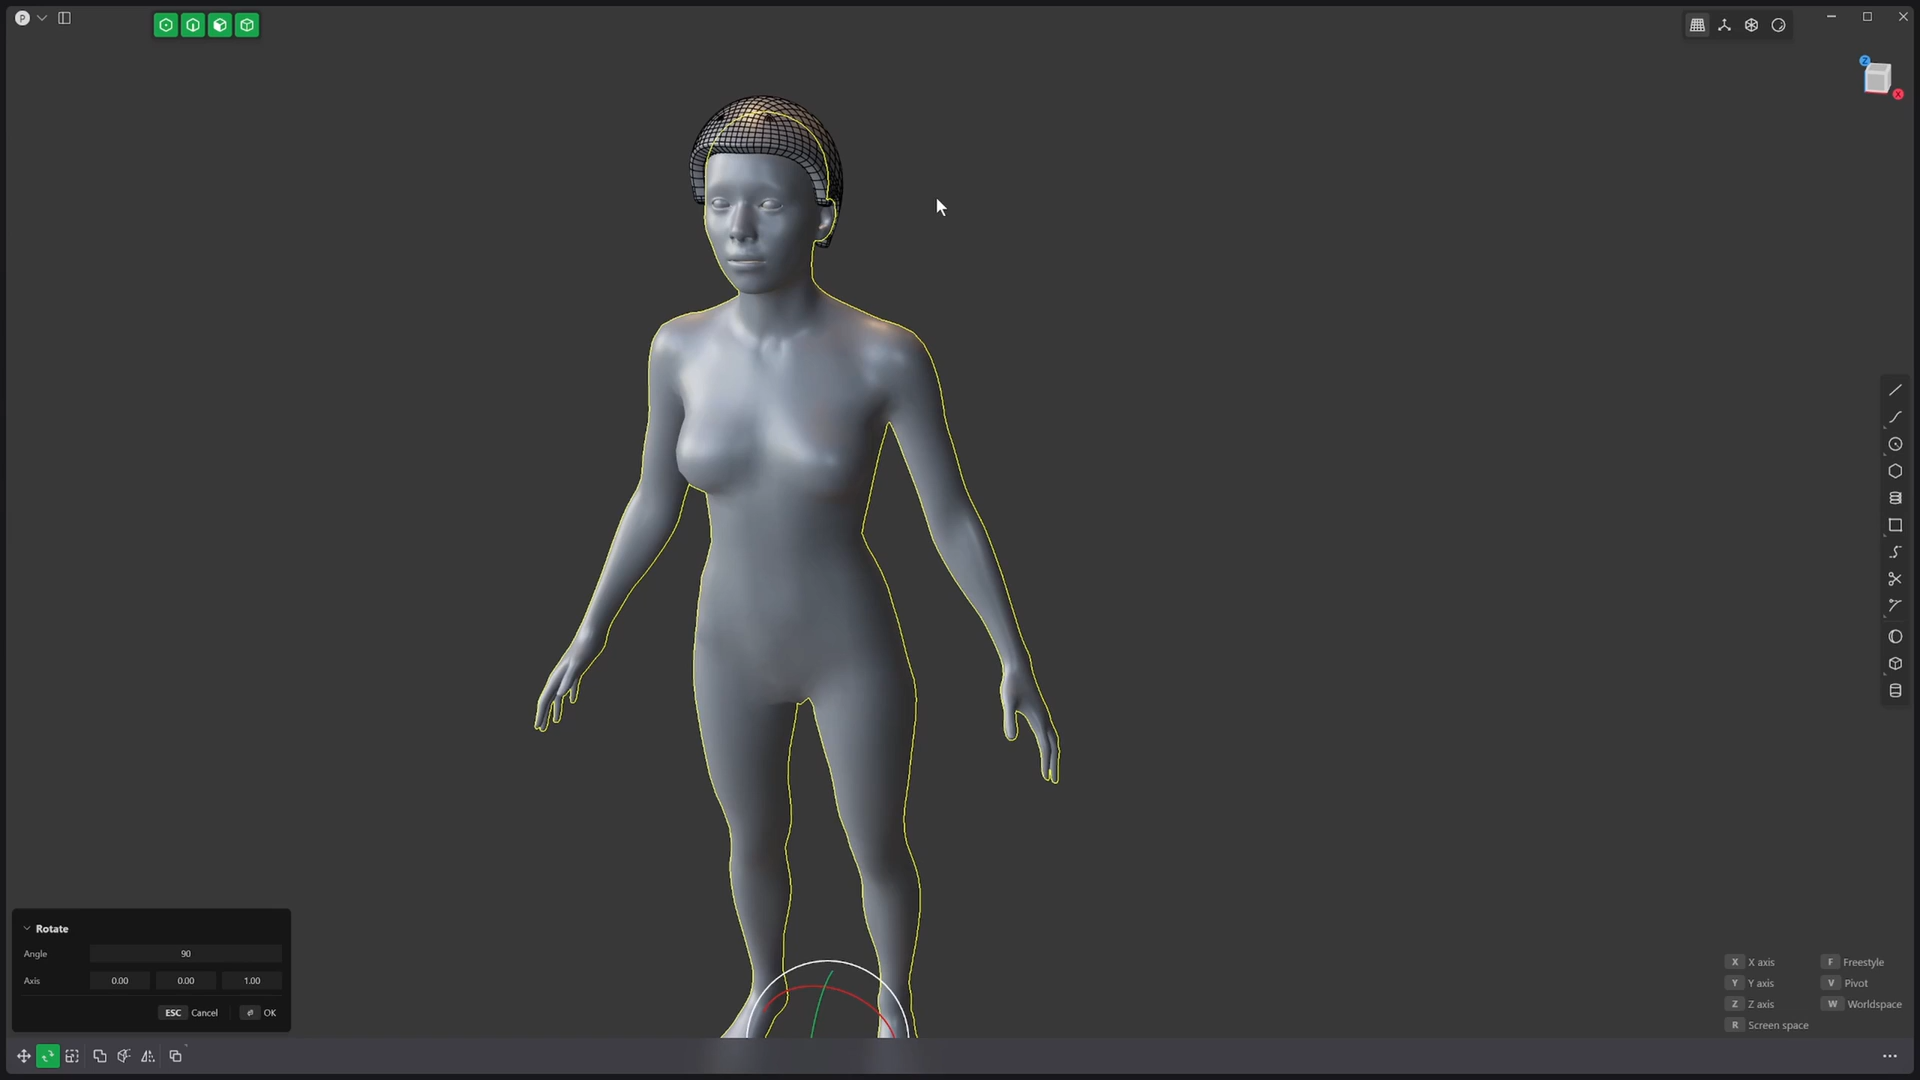 P
Z
X
Rotate
Angle 90
Axis 0.00 0.00 1.00
ESC Cancel OK
X X axis F Freestyle
Y Y axis V Pivot
Z Z axis W Worldspace
R Screen space